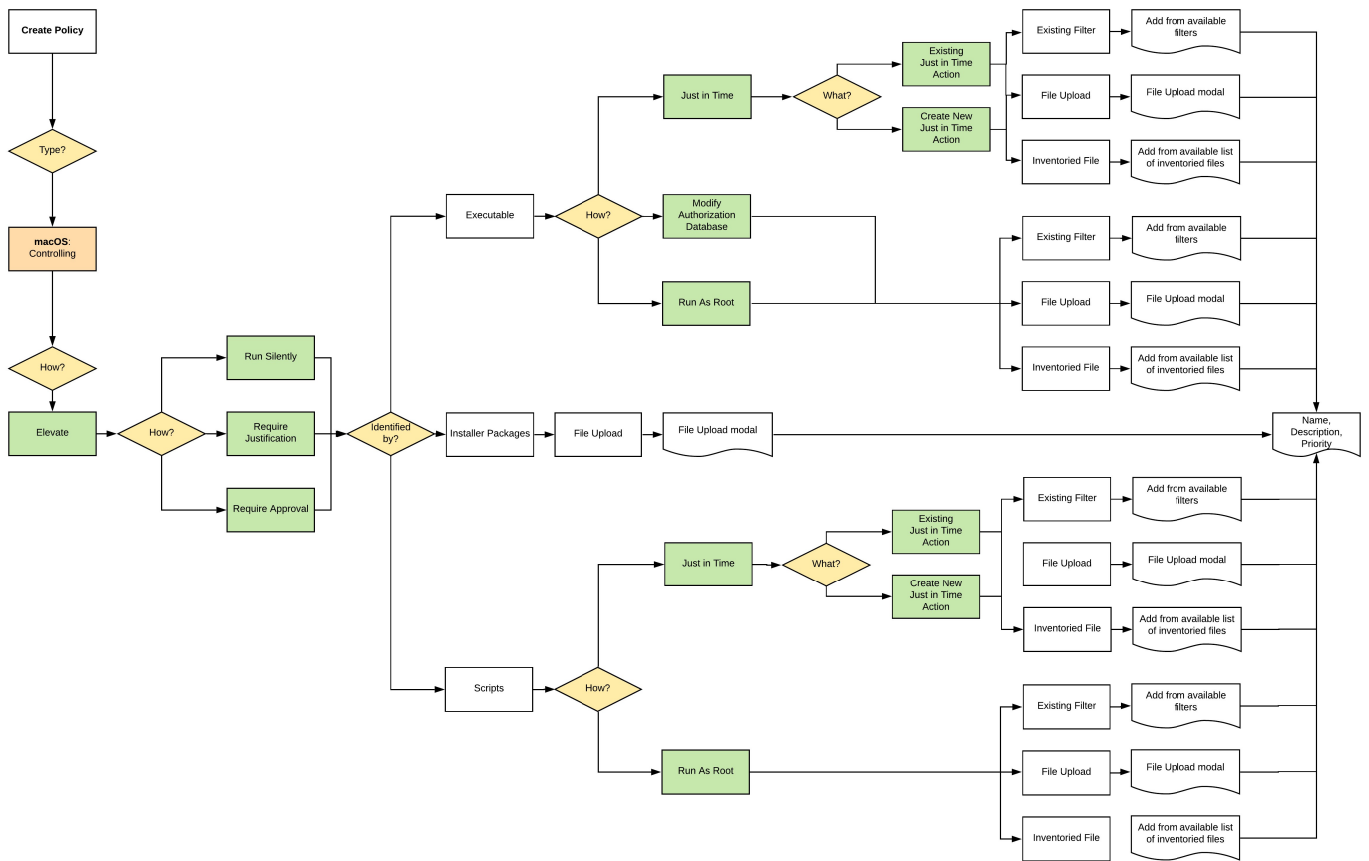 Create Policy
Type?
macOS:
Controlling
How?
Elevate
How?
Run Silently
Require
Justification
Require Approval
Identified
by?
Executable
How?
Just in Time
What?
Existing
Just in Time
Action
Create New
Just in Time
Action
Existing Filter
Add from available
filters
File Upload
File Upload modal
Inventoried File
Add from available list
of inventoried files
Modify
Authorization
Database
Run As Root
Existing Filter
Add from available
filters
File Upload
File Upload modal
Inventoried File
Add from available list
of inventoried files
Installer Packages
File Upload
File Upload modal
Name,
Description,
Priority
Scripts
How?
Just in Time
What?
Existing
Just in Time
Action
Create New
Just in Time
Action
Existing Filter
Add from available
filters
File Upload
File Upload modal
Inventoried File
Add from available list
of inventoried files
Run As Root
Existing Filter
Add from available
filters
File Upload
File Upload modal
Inventoried File
Add from available list
of inventoried files